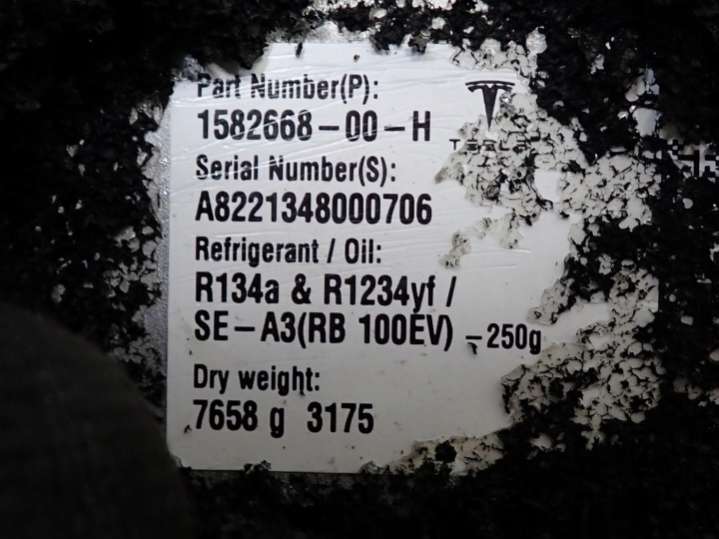 Part Number(P):
1582668-00-H
TESLA
Serial Number(S):
A8221348000706
Refrigerant / Oil:
R134a & R1234yf /
SE-A3(RB 100EV) -250g
Dry weight:
7658 g 3175